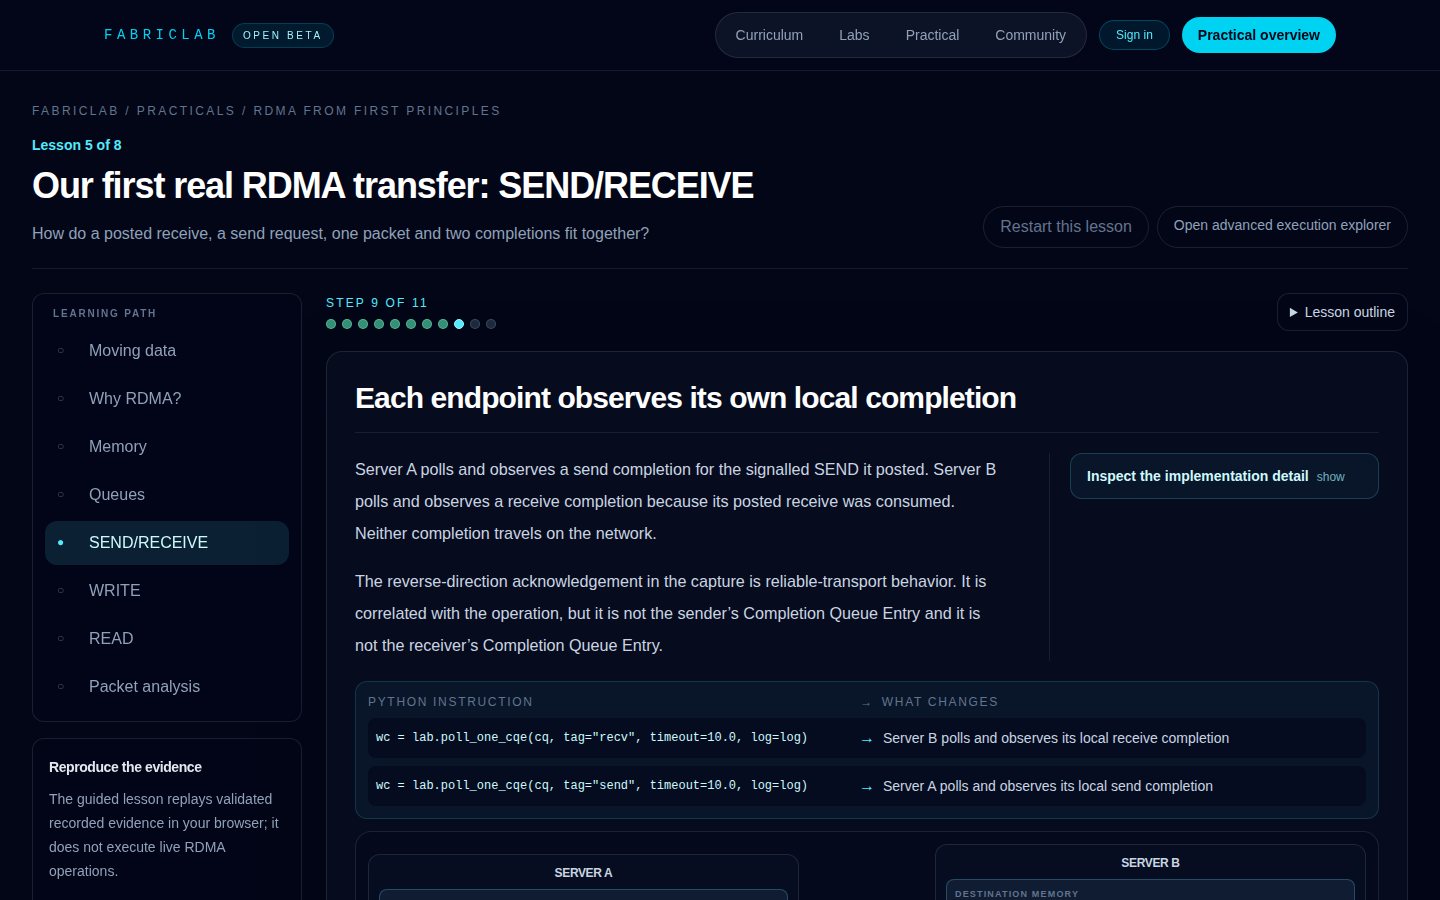 FABRICLAB
OPEN BETA
Curriculum
Labs
Practical
Community
Sign in
Practical overview
FABRICLAB / PRACTICALS / RDMA FROM FIRST PRINCIPLES
Lesson 5 of 8
Our first real RDMA transfer: SEND/RECEIVE
How do a posted receive, a send request, one packet and two completions fit together?
Restart this lesson
Open advanced execution explorer
LEARNING PATH
Moving data
Why RDMA?
Memory
Queues
SEND/RECEIVE
WRITE
READ
Packet analysis
Reproduce the evidence
The guided lesson replays validated
recorded evidence in your browser; it
does not execute live RDMA
operations.
STEP 9 OF 11
▶ Lesson outline
Each endpoint observes its own local completion
Server A polls and observes a send completion for the signalled SEND it posted. Server B
polls and observes a receive completion because its posted receive was consumed.
Neither completion travels on the network.
The reverse-direction acknowledgement in the capture is reliable-transport behavior. It is
correlated with the operation, but it is not the sender’s Completion Queue Entry and it is
not the receiver’s Completion Queue Entry.
Inspect the implementation detail show
PYTHON INSTRUCTION → WHAT CHANGES
wc = lab.poll_one_cqe(cq, tag="recv", timeout=10.0, log=log) → Server B polls and observes its local receive completion
wc = lab.poll_one_cqe(cq, tag="send", timeout=10.0, log=log) → Server A polls and observes its local send completion
SERVER A
SERVER B
DESTINATION MEMORY